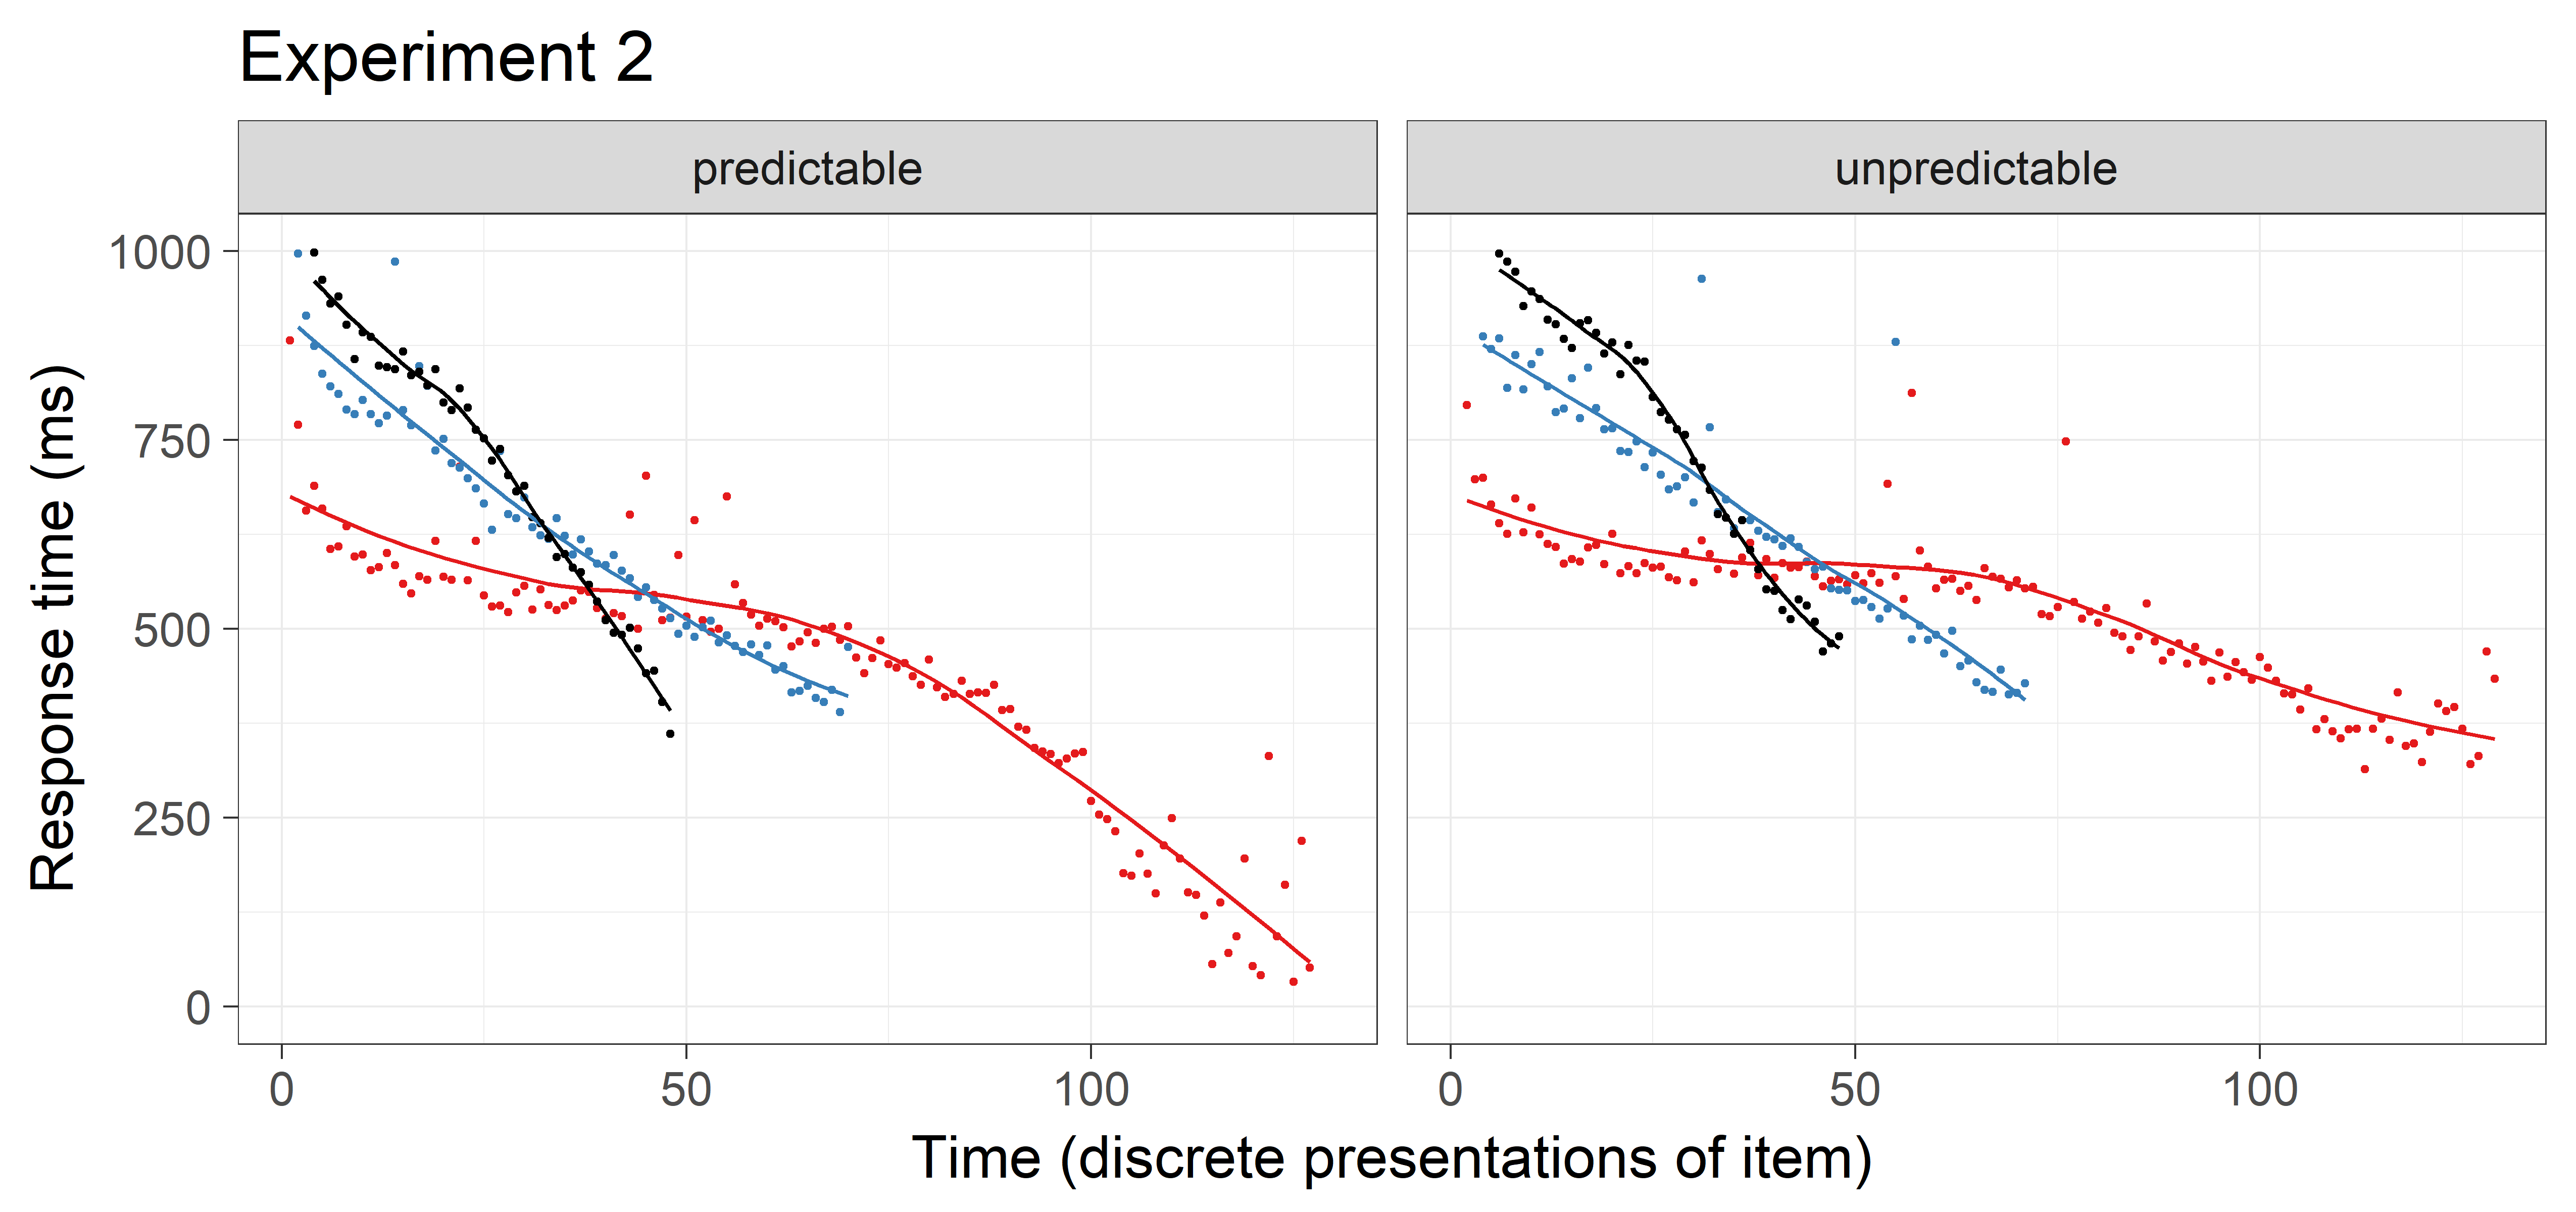 Experiment 2
predictable
unpredictable
Response time (ms)
1000
750
500
250
0
0 50 100
0 50 100
Time (discrete presentations of item)